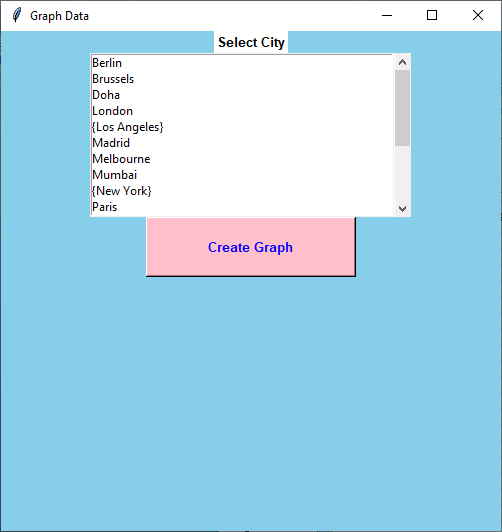 Graph Data
Select City
Berlin
Brussels
Doha
London
{Los Angeles}
Madrid
Melbourne
Mumbai
{New York}
Paris
Create Graph